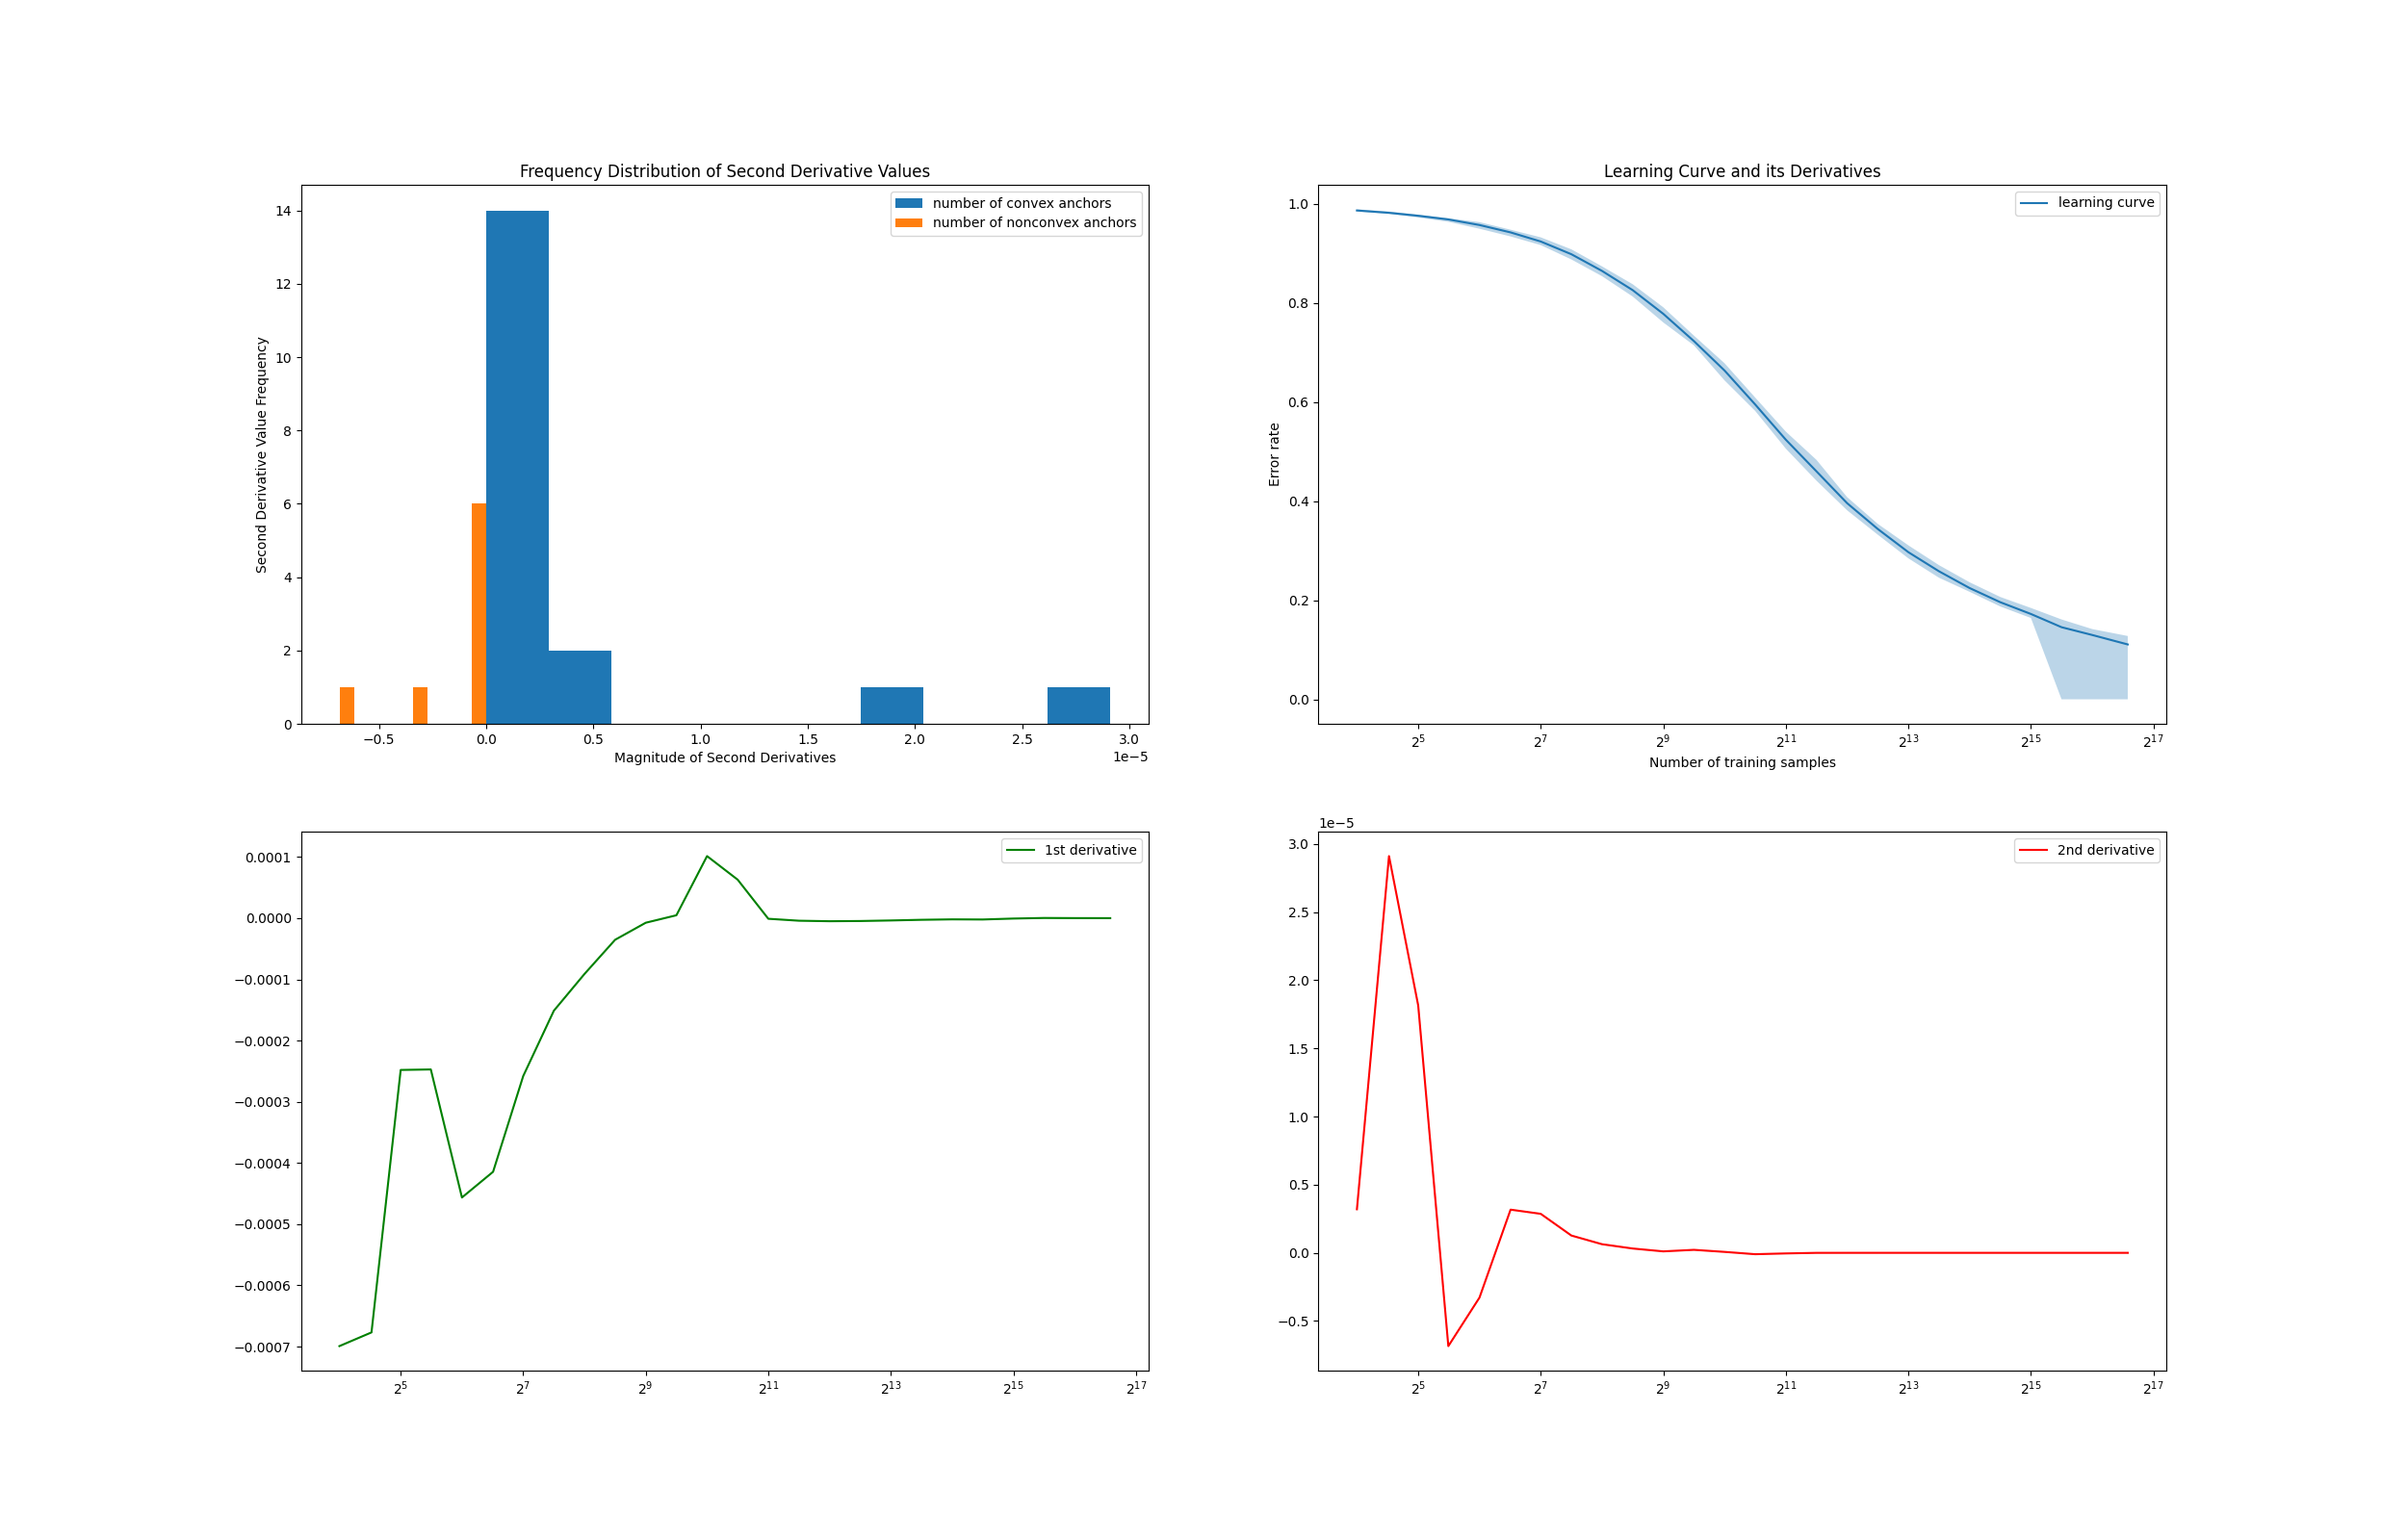 Frequency Distribution of Second Derivative Values
number of convex anchors
number of nonconvex anchors
Second Derivative Value Frequency
14
12
10
8
6
4
2
0
−0.5 0.0 0.5 1.0 1.5 2.0 2.5 3.0
1e−5
Magnitude of Second Derivatives
Learning Curve and its Derivatives
learning curve
Error rate
1.0
0.8
0.6
0.4
0.2
0.0
2^5 2^7 2^9 2^11 2^13 2^15 2^17
Number of training samples
1st derivative
0.0001
0.0000
−0.0001
−0.0002
−0.0003
−0.0004
−0.0005
−0.0006
−0.0007
2^5 2^7 2^9 2^11 2^13 2^15 2^17
1e−5
2nd derivative
3.0
2.5
2.0
1.5
1.0
0.5
0.0
−0.5
2^5 2^7 2^9 2^11 2^13 2^15 2^17